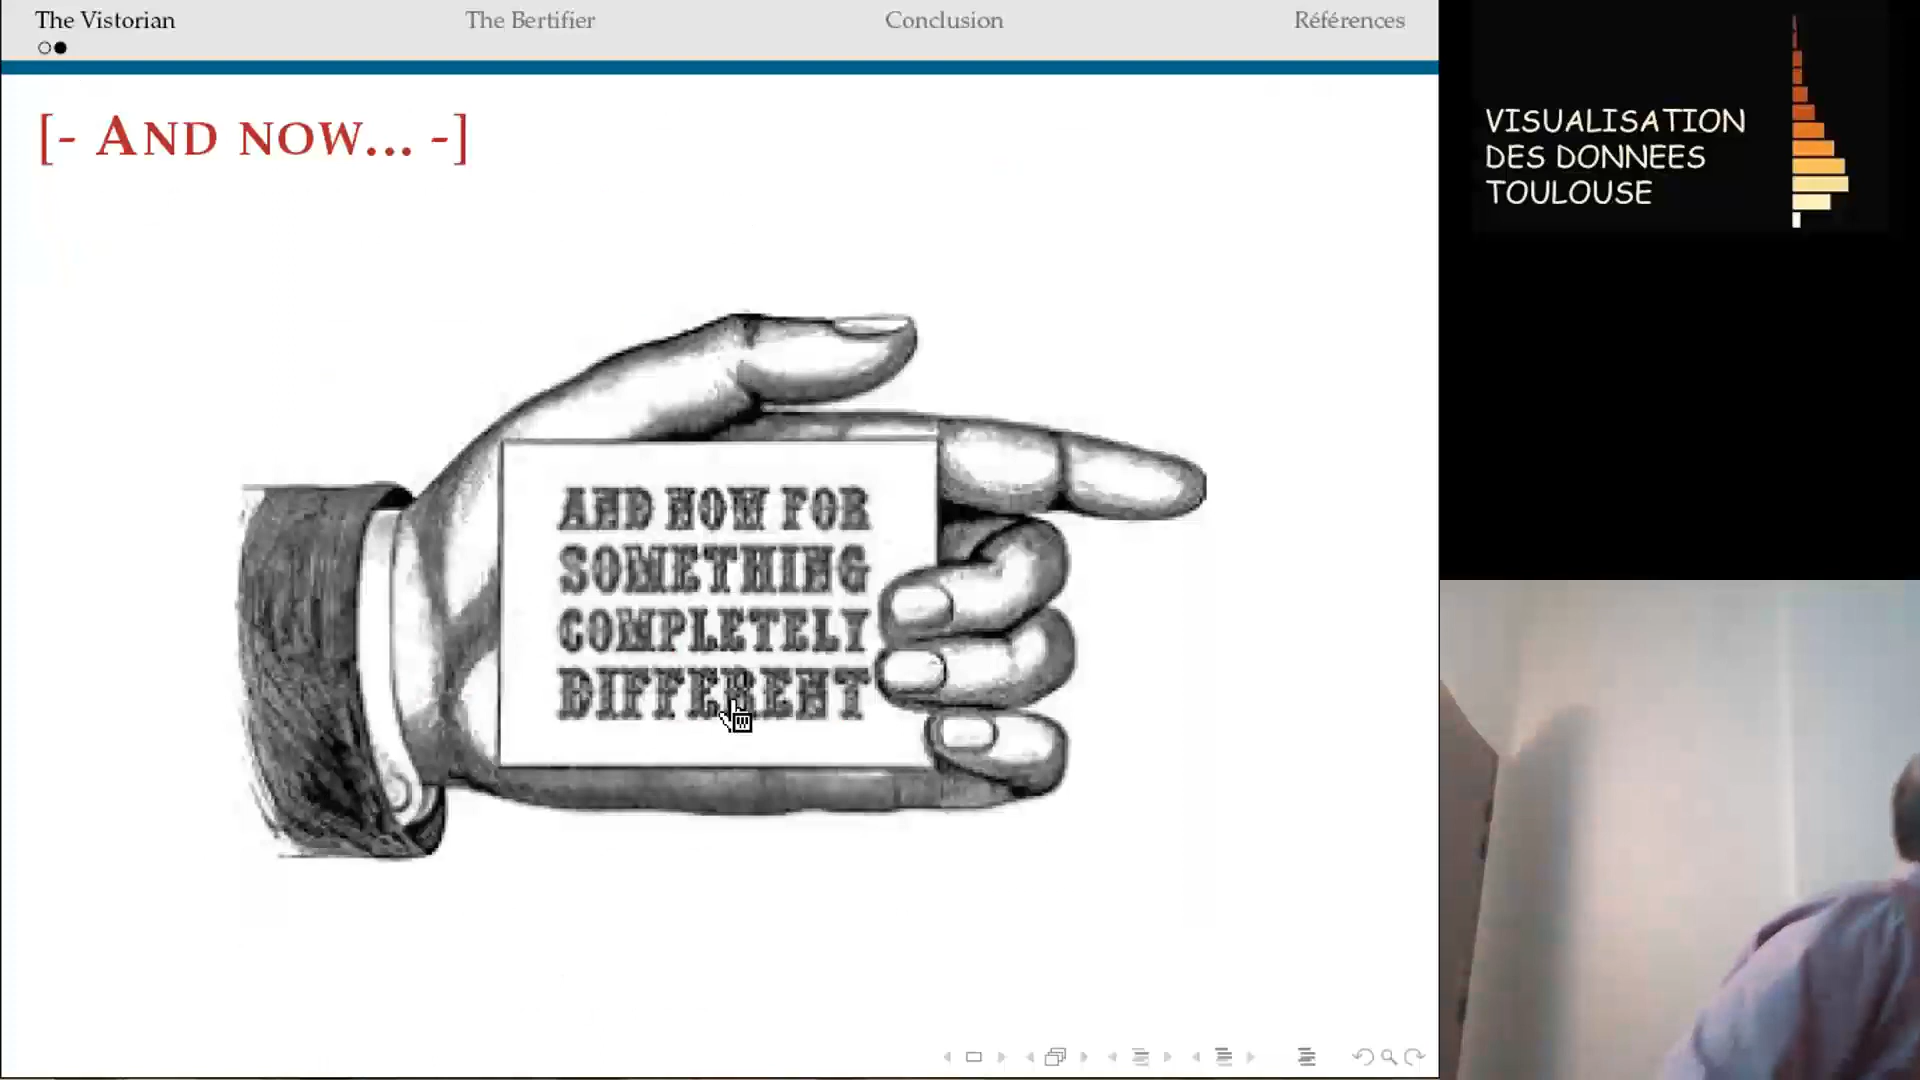 The Vistorian
The Bertifier
Conclusion
Références
[- AND NOW... -]
AND NOW FOR
SOMETHING
COMPLETELY
DIFFERENT
VISUALISATION
DES DONNEES
TOULOUSE